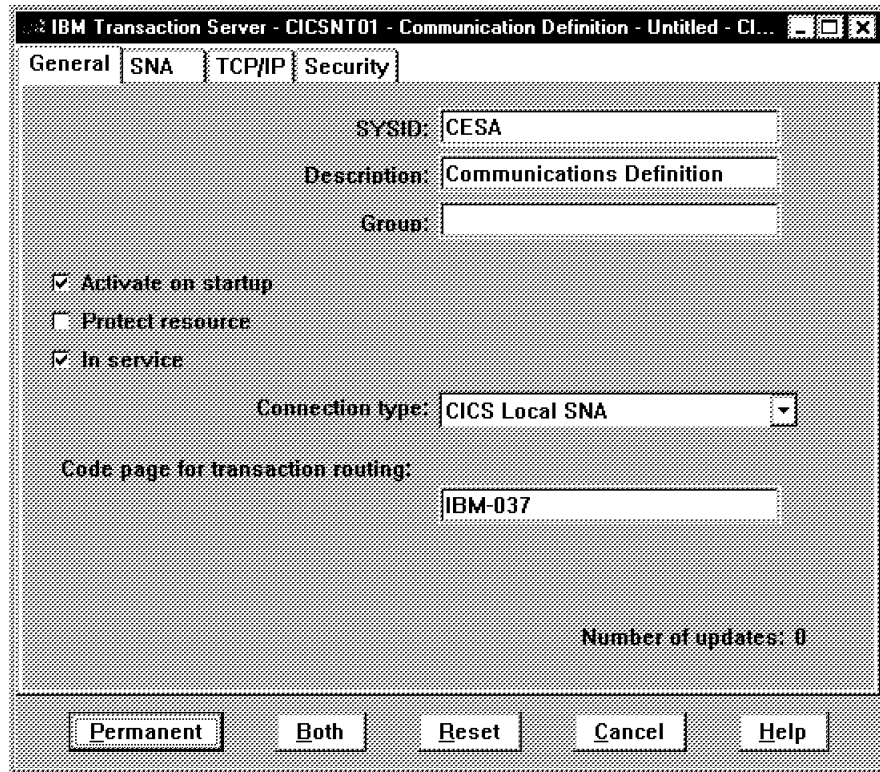 IBM Transaction Server - CICSNT01 - Communication Definition - Untitled - CI...
General SNA TCP/IP Security
SYSID: CESA
Description: Communications Definition
Group:
Activate on startup
Protect resource
In service
Connection type: CICS Local SNA
Code page for transaction routing:
IBM-037
Number of updates: 0
Permanent Both Reset Cancel Help